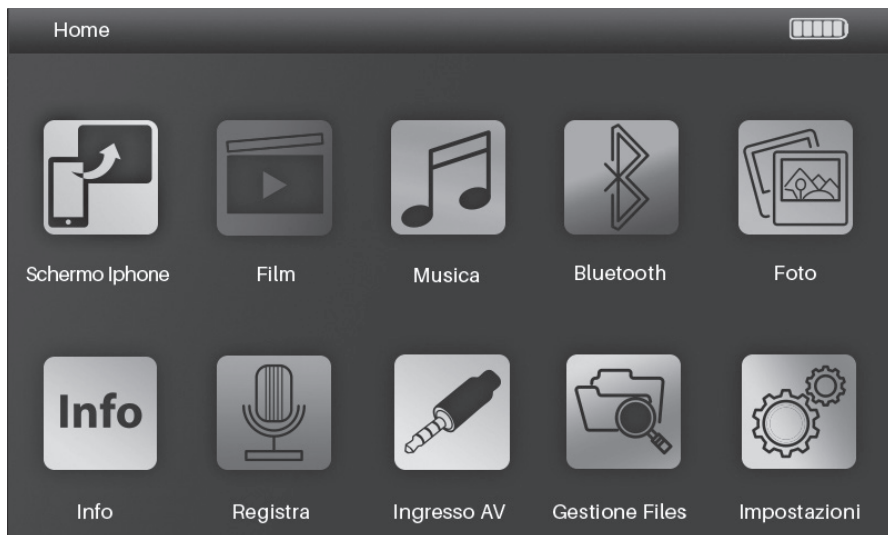 Home
Schermo Iphone Film Musica Bluetooth Foto
Info
Info Registra Ingresso AV Gestione Files Impostazioni